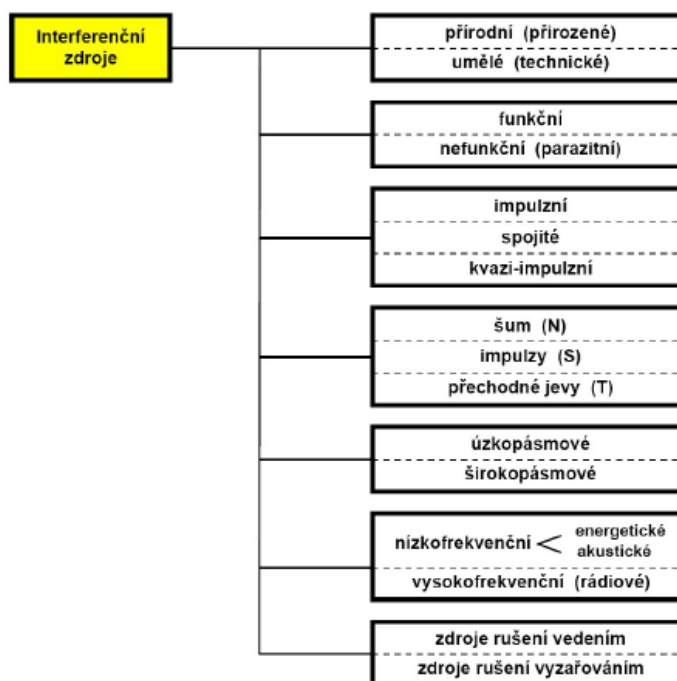 Interferenční
zdroje
přírodní (přirozené)
umělé (technické)
funkční
nefunkční (parazitní)
impulzní
spojité
kvazi-impulzní
šum (N)
impulzy (S)
přechodné jevy (T)
úzkopásmové
širokopásmové
nízkofrekvenční < energetické
akustické
vysokofrekvenční (rádiové)
zdroje rušení vedením
zdroje rušení vyzařováním